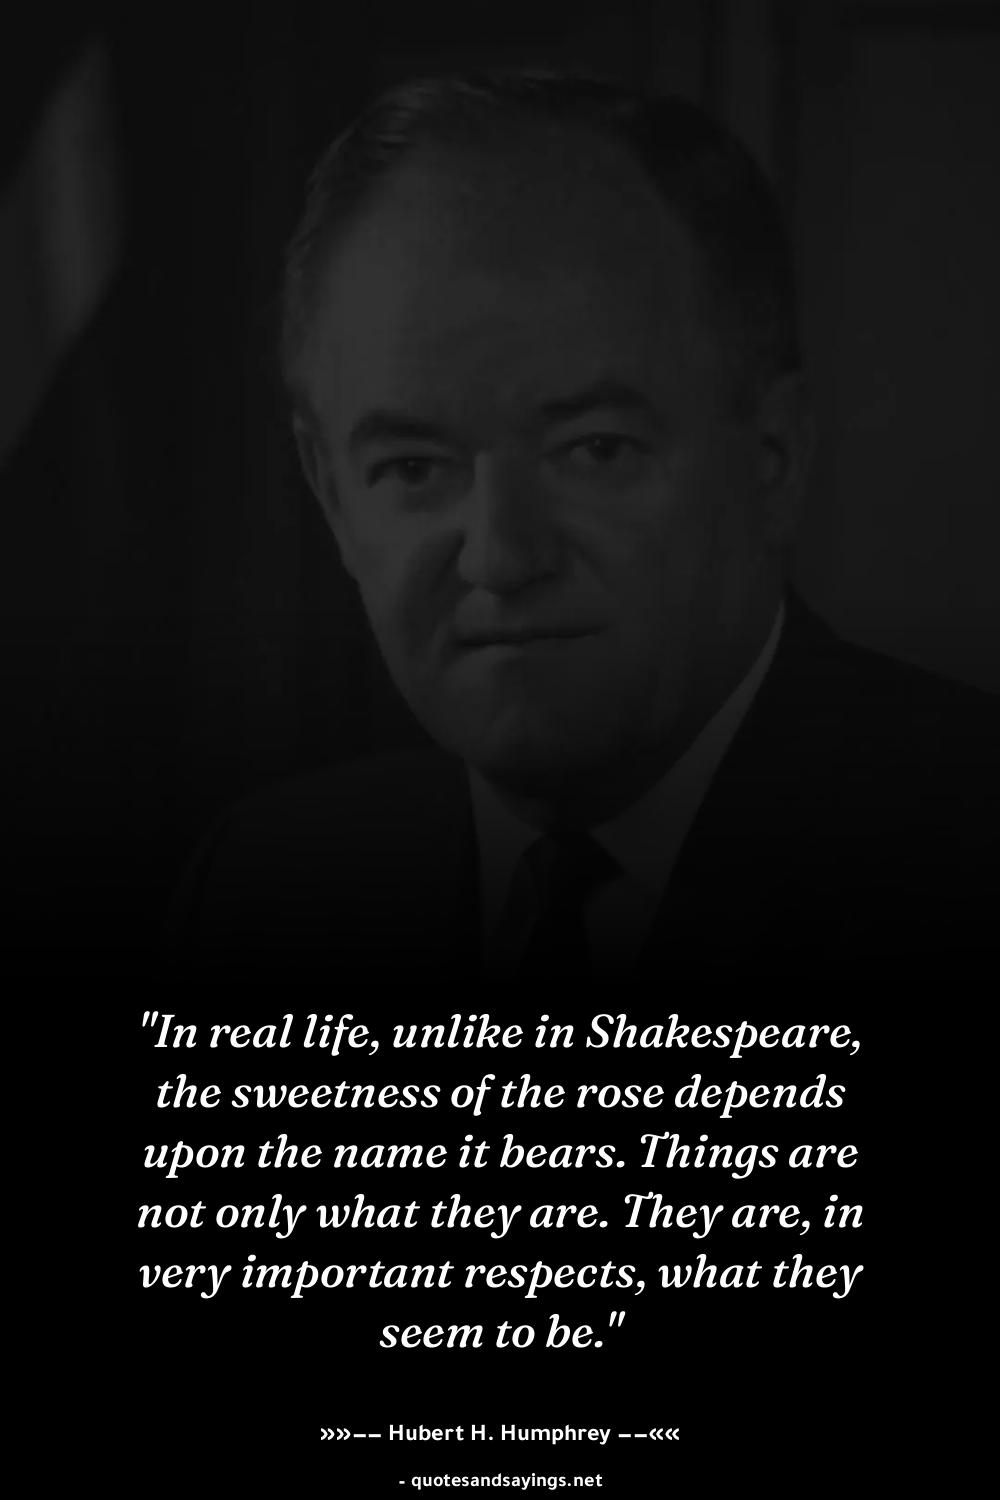 "In real life, unlike in Shakespeare,
the sweetness of the rose depends
upon the name it bears. Things are
not only what they are. They are, in
very important respects, what they
seem to be."
»»−− Hubert H. Humphrey −−««
- quotesandsayings.net